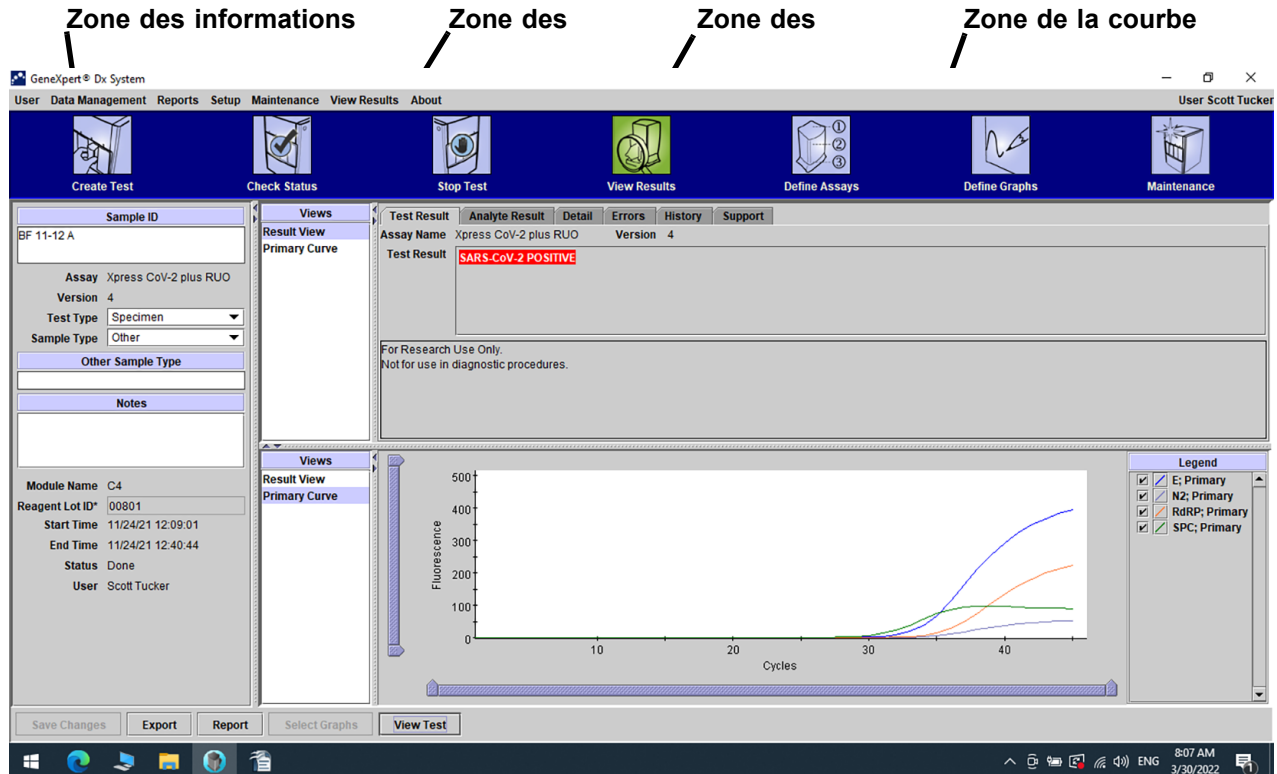 Zone des informations Zone des Zone des Zone de la courbe
GeneXpert® Dx System
User Data Management Reports Setup Maintenance View Results About User Scott Tucker
Create Test Check Status Stop Test View Results Define Assays Define Graphs Maintenance
Sample ID
BF 11-12 A
Assay Xpress CoV-2 plus RUO
Version 4
Test Type Specimen
Sample Type Other
Other Sample Type
Notes
Module Name C4
Reagent Lot ID* 00801
Start Time 11/24/21 12:09:01
End Time 11/24/21 12:40:44
Status Done
User Scott Tucker
Views
Result View
Primary Curve
Test Result Analyte Result Detail Errors History Support
Assay Name Xpress CoV-2 plus RUO Version 4
Test Result SARS-CoV-2 POSITIVE
For Research Use Only.
Not for use in diagnostic procedures.
Views
Result View
Primary Curve
500
400
300
200
100
0
Fluorescence
10 20 30 40
Cycles
Legend
E; Primary
N2; Primary
RdRP; Primary
SPC; Primary
Save Changes Export Report Select Graphs View Test
ENG 8:07 AM
3/30/2022